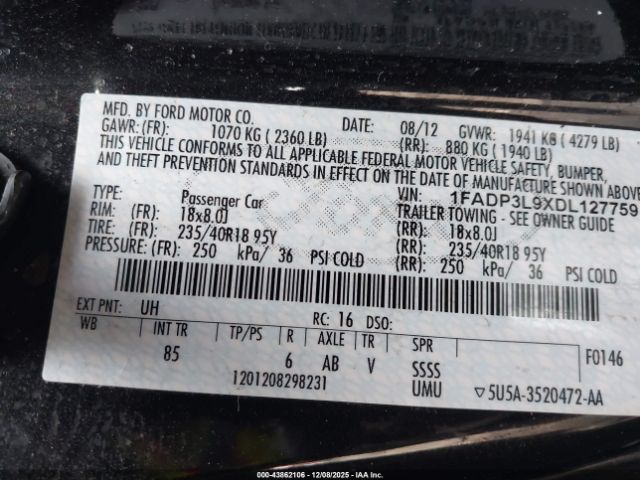 MFD. BY FORD MOTOR CO. DATE: 08/12 GVWR: 1941 KG ( 4279 LB)
GAWR: (FR): 1070 KG ( 2360 LB) (RR): 880 KG ( 1940 LB)
THIS VEHICLE CONFORMS TO ALL APPLICABLE FEDERAL MOTOR VEHICLE SAFETY, BUMPER,
AND THEFT PREVENTION STANDARDS IN EFFECT ON THE DATE OF MANUFACTURE SHOWN ABOVE.
VIN: 1FADP3L9XDL127759
TYPE: Passenger Car TRAILER TOWING - SEE OWNER GUIDE
RIM: (FR): 18x8.0J (RR): 18x8.0J
TIRE: (FR): 235/40R18 95Y (RR): 235/40R18 95Y
PRESSURE: (FR): 250 kPa/ 36 PSI COLD (RR): 250 kPa/ 36 PSI COLD
EXT PNT: UH RC: 16 DSO: F0146
WB INT TR TP/PS R AXLE TR SPR
85 6 AB V SSSS
1201208298231 UMU ▽5U5A-3520472-AA
000-43862106 - 12/08/2025 - IAAI.com